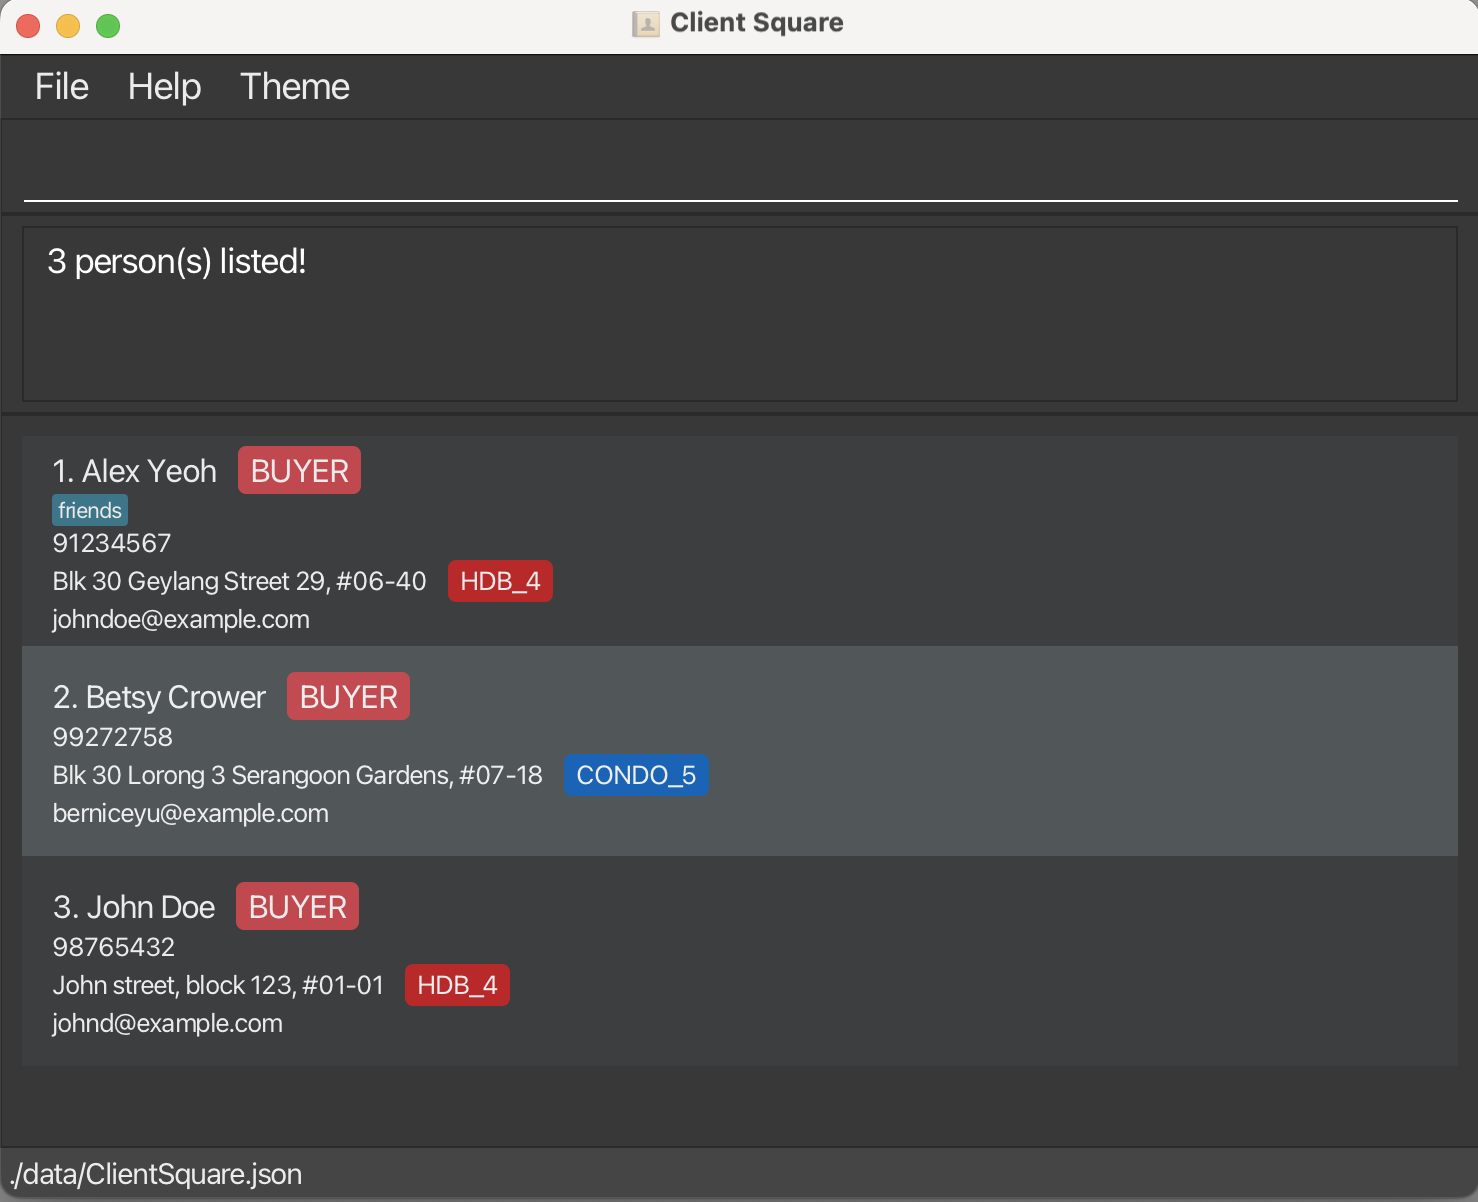 Client Square
File Help Theme
3 person(s) listed!
1. Alex Yeoh BUYER
friends
91234567
Blk 30 Geylang Street 29, #06-40 HDB_4
johndoe@example.com
2. Betsy Crower BUYER
99272758
Blk 30 Lorong 3 Serangoon Gardens, #07-18 CONDO_5
berniceyu@example.com
3. John Doe BUYER
98765432
John street, block 123, #01-01 HDB_4
johnd@example.com
./data/ClientSquare.json